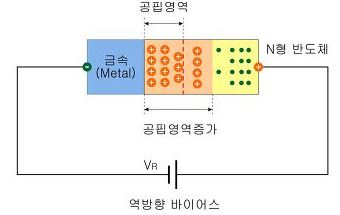 공핍영역
금속
(Metal)
N형 반도체
공핍영역증가
VR
역방향 바이어스